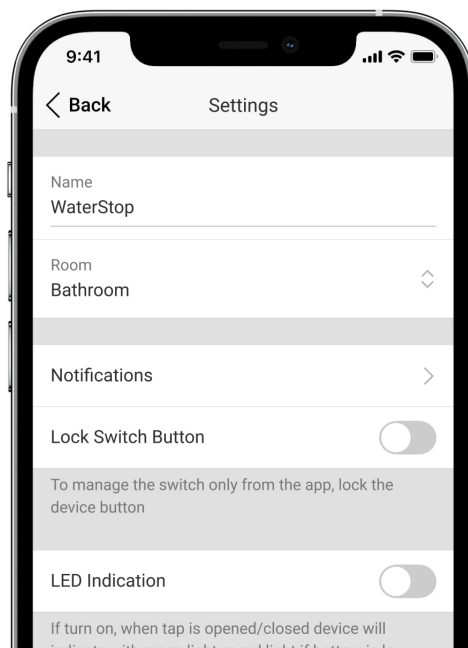 9:41
Back
Settings
Name
WaterStop
Room
Bathroom
Notifications
Lock Switch Button
To manage the switch only from the app, lock the
device button
LED Indication
If turn on, when tap is opened/closed device will